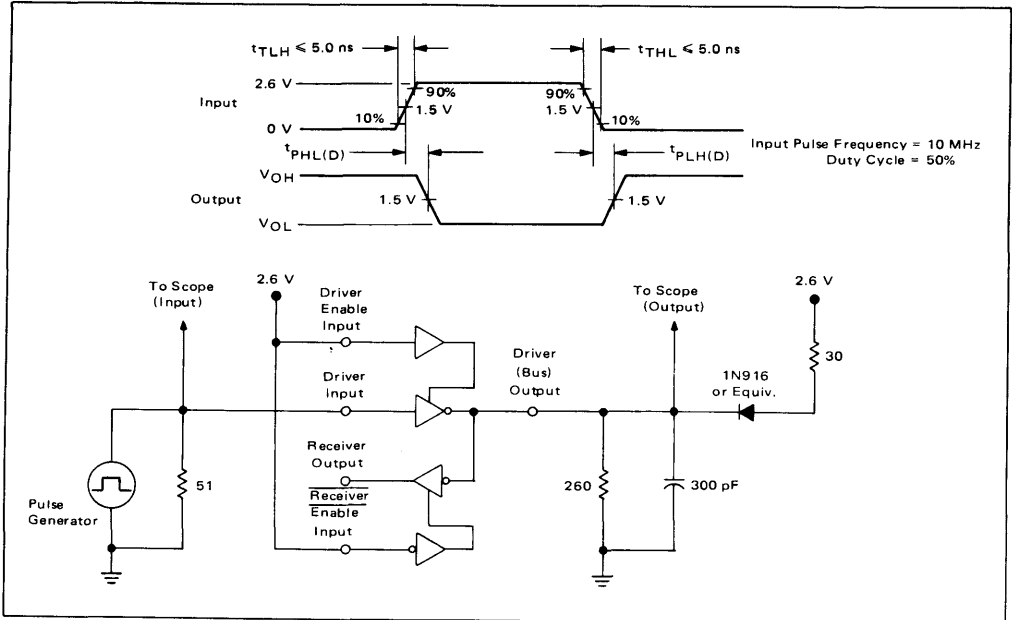 tTLH ≤ 5.0 ns
tTHL ≤ 5.0 ns
2.6 V
90%
90%
Input
1.5 V
1.5 V
10%
10%
0 V
Input Pulse Frequency = 10 MHz
Duty Cycle = 50%
tPHL(D)
tPLH(D)
VOH
Output
1.5 V
1.5 V
VOL
2.6 V
2.6 V
To Scope
(Input)
Driver
Enable
Input
To Scope
(Output)
30
Driver
(Bus)
Output
1N916
or Equiv.
Driver
Input
Receiver
Output
Pulse
Generator
51
Receiver
Enable
Input
260
300 pF